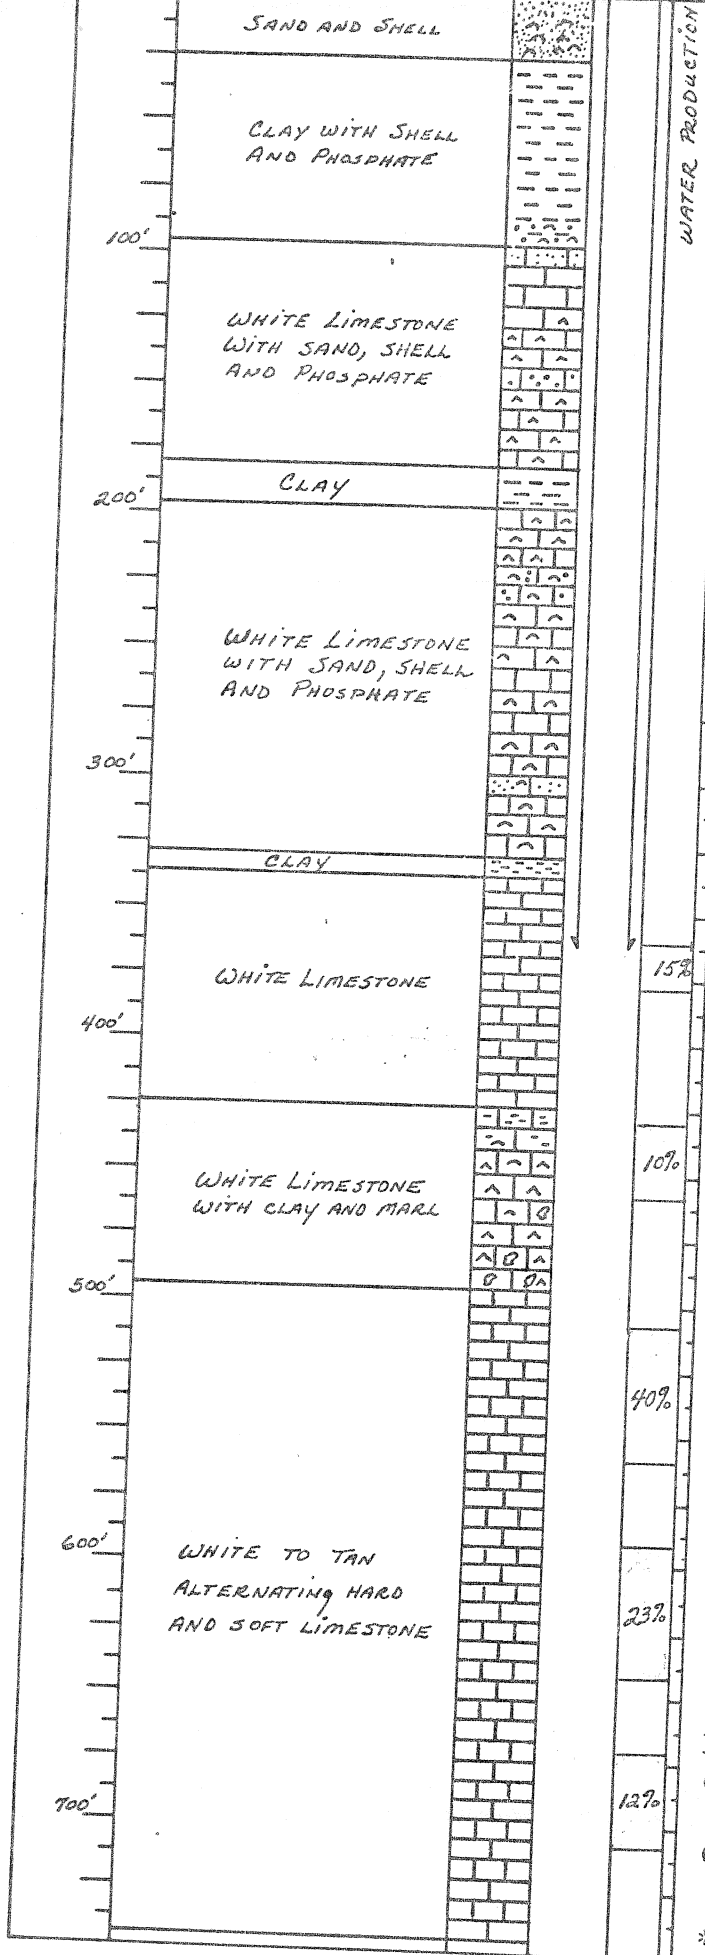 SAND AND SHELL
WATER PRODUCTION
CLAY WITH SHELL
AND PHOSPHATE
100'
WHITE LIMESTONE
WITH SAND, SHELL
AND PHOSPHATE
CLAY
200'
WHITE LIMESTONE
WITH SAND, SHELL
AND PHOSPHATE
300'
CLAY
WHITE LIMESTONE
15%
400'
10%
WHITE LIMESTONE
WITH CLAY AND MARL
500'
40%
600'
WHITE TO TAN
ALTERNATING HARD
AND SOFT LIMESTONE
23%
700'
12%
*